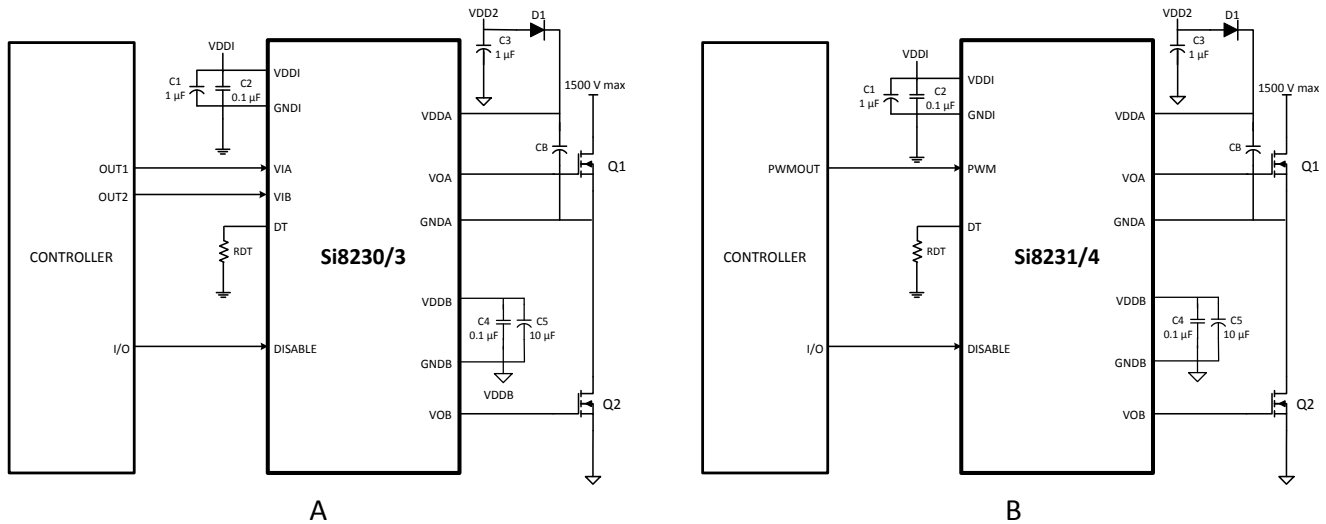 VDD2
D1
C3
1 µF
VDDI
C1
1 µF
C2
0.1 µF
VDDI
GNDI
1500 V max
VDDA
CB
Q1
OUT1
VIA
VOA
OUT2
VIB
DT
GNDA
RDT
CONTROLLER
Si8230/3
VDDB
C4
0.1 µF
C5
10 µF
I/O
DISABLE
GNDB
VDDB
VOB
Q2
A
VDD2
D1
C3
1 µF
VDDI
C1
1 µF
C2
0.1 µF
VDDI
GNDI
1500 V max
VDDA
CB
Q1
PWMOUT
PWM
VOA
DT
GNDA
RDT
CONTROLLER
Si8231/4
VDDB
C4
0.1 µF
C5
10 µF
I/O
DISABLE
GNDB
VOB
Q2
B